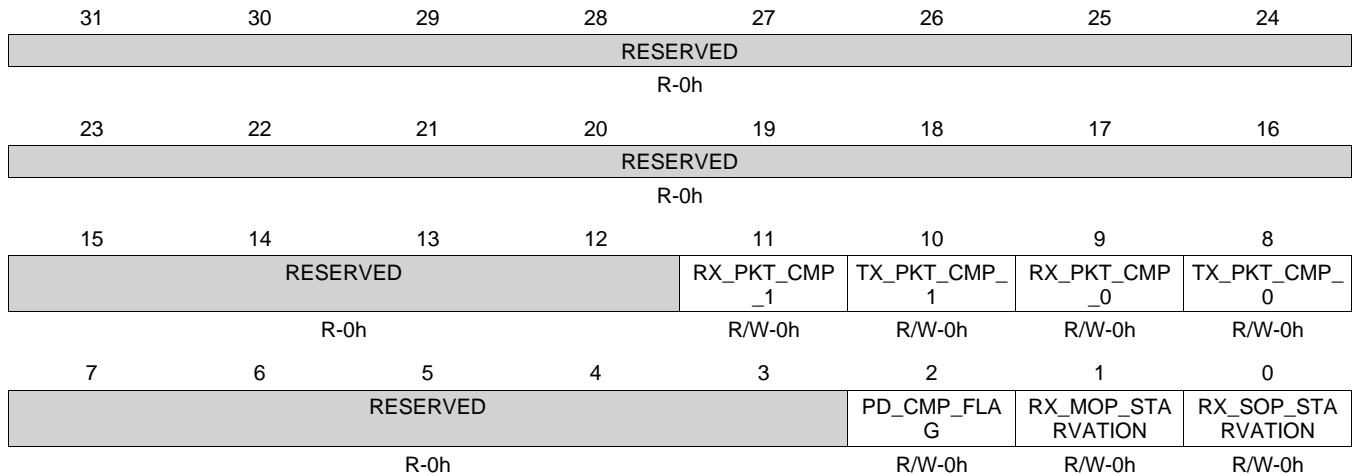 31 30 29 28 27 26 25 24
RESERVED
R-0h
23 22 21 20 19 18 17 16
RESERVED
R-0h
15 14 13 12 11 10 9 8
RESERVED RX_PKT_CMP TX_PKT_CMP_ RX_PKT_CMP TX_PKT_CMP_
_1 1 _0 0
R-0h R/W-0h R/W-0h R/W-0h R/W-0h
7 6 5 4 3 2 1 0
RESERVED PD_CMP_FLA RX_MOP_STA RX_SOP_STA
G RVATION RVATION
R-0h R/W-0h R/W-0h R/W-0h